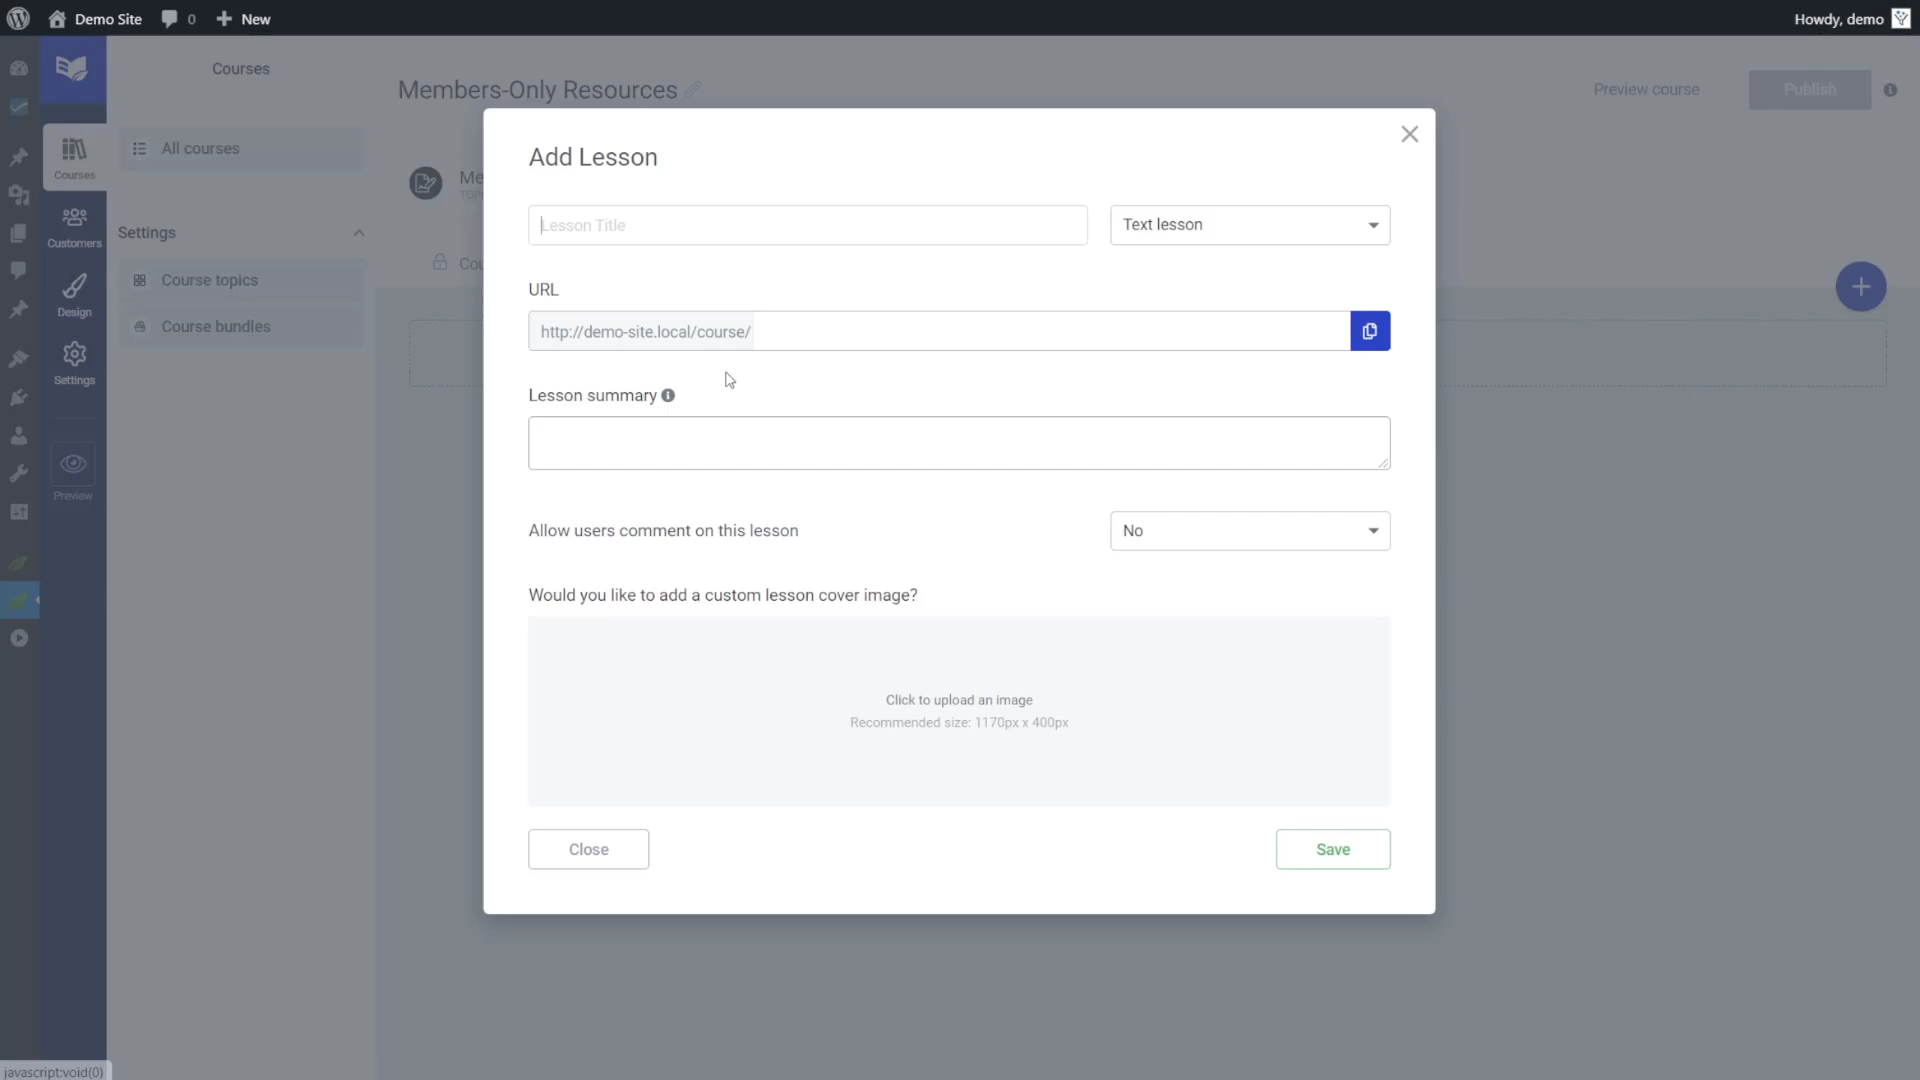 Demo Site
0
New
Howdy, demo
Courses
Members-Only Resources
Preview course
Publish
All courses
Courses
Me
Customers
Settings
Design
Course topics
Course bundles
Settings
Preview
Cou
Add Lesson
Lesson Title
Text lesson
URL
http://demo-site.local/course/
Lesson summary
Allow users comment on this lesson
No
Would you like to add a custom lesson cover image?
Click to upload an image
Recommended size: 1170px x 400px
Close
Save
javascript:void(0)